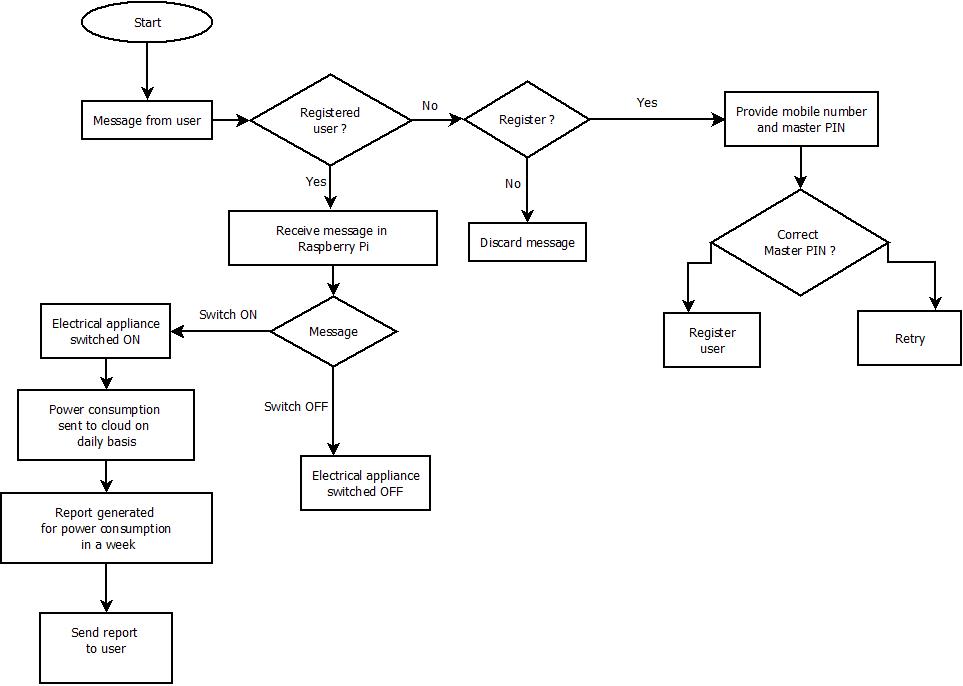 Start
Message from user
Registered
user ?
No
Register ?
Yes
Provide mobile number
and master PIN
Yes
No
Receive message in
Raspberry Pi
Discard message
Correct
Master PIN ?
Switch ON
Electrical appliance
switched ON
Message
Register
user
Retry
Power consumption
sent to cloud on
daily basis
Switch OFF
Electrical appliance
switched OFF
Report generated
for power consumption
in a week
Send report
to user